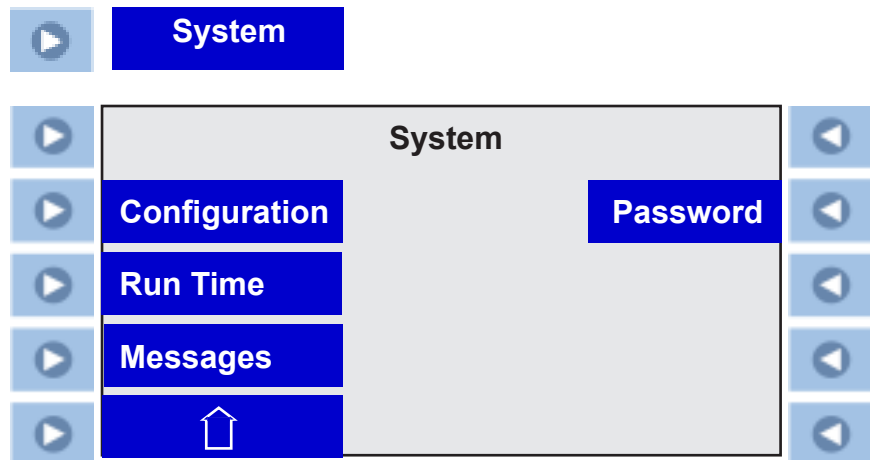 System
System
Configuration
Password
Run Time
Messages